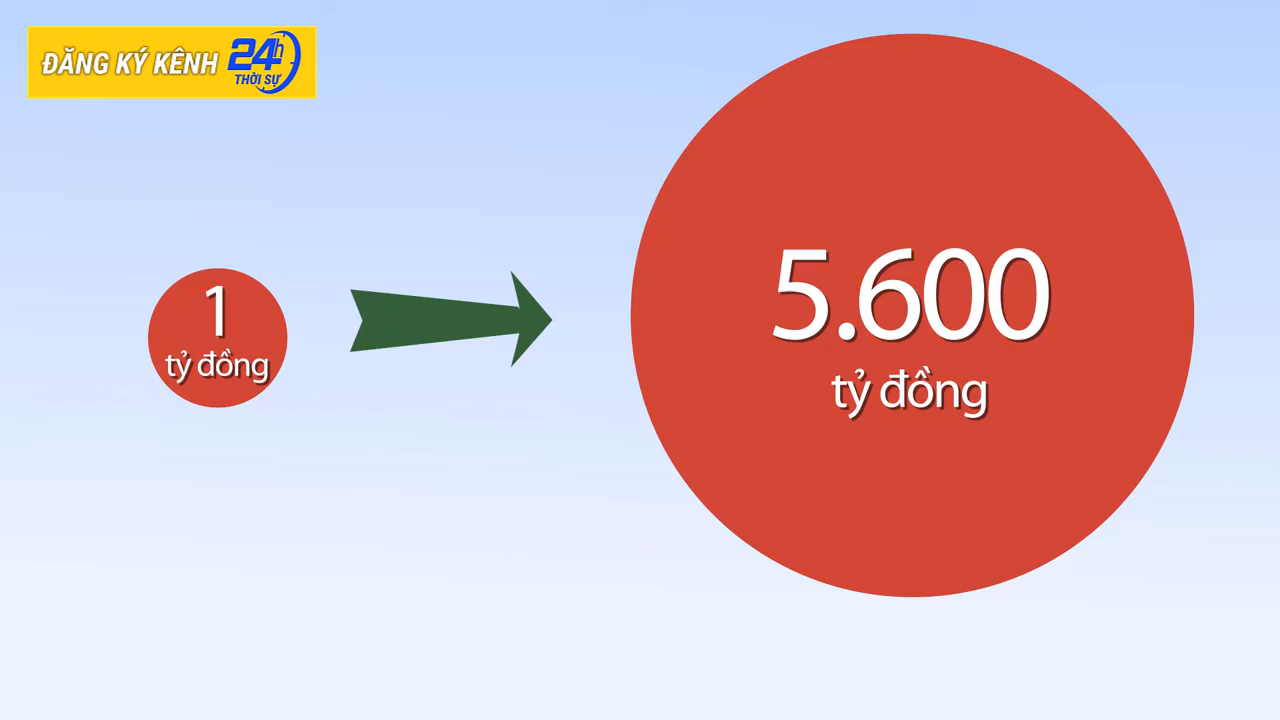 ĐĂNG KÝ KÊNH 24h
THỜI SỰ
1
tỷ đồng
5.600
tỷ đồng